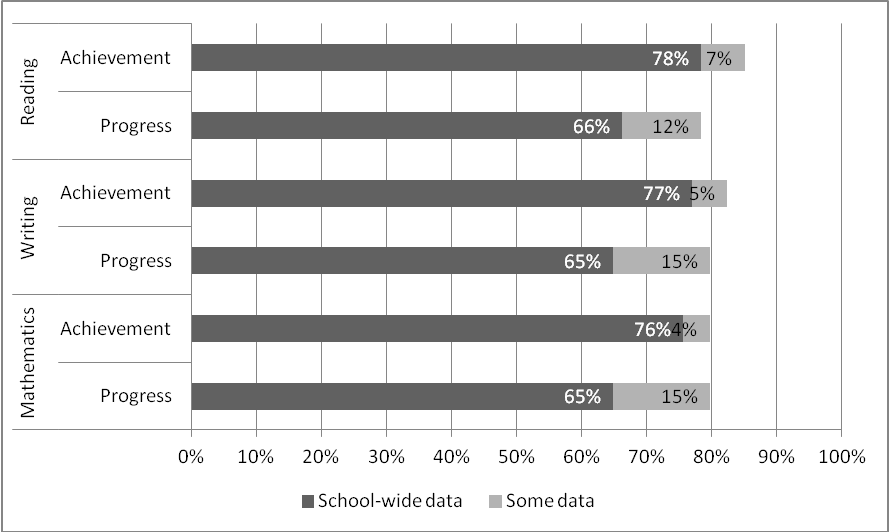 Reading
Achievement
78% 7%
Progress
66% 12%
Writing
Achievement
77% 5%
Progress
65% 15%
Mathematics
Achievement
76% 4%
Progress
65% 15%
0% 10% 20% 30% 40% 50% 60% 70% 80% 90% 100%
School-wide data Some data